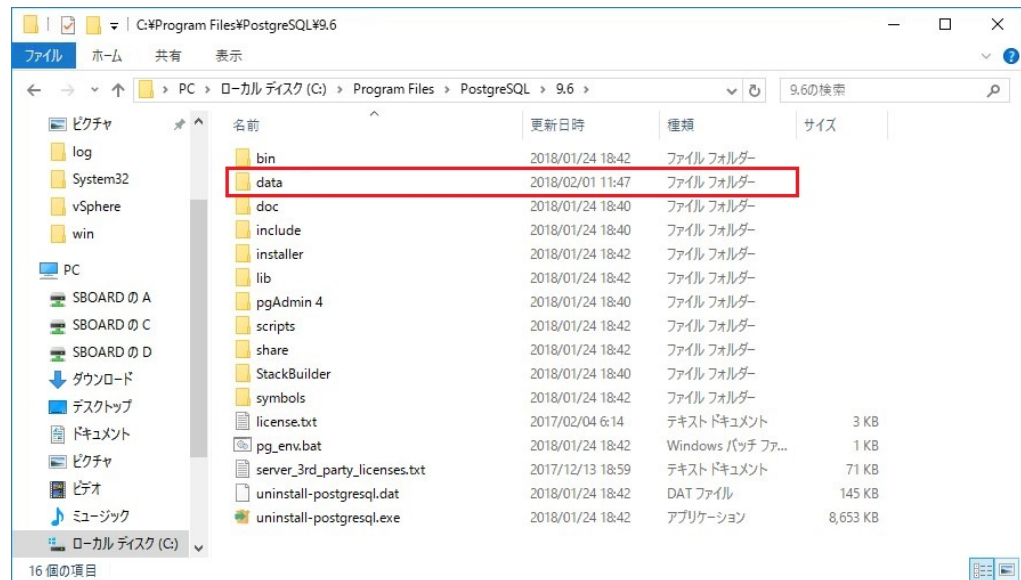 C:¥Program Files¥PostgreSQL¥9.6
ファイル ホーム 共有 表示
PC ローカル ディスク (C:) Program Files PostgreSQL 9.6 9.6の検索
ピクチャ
log
System32
vSphere
win
PC
SBOARD の A
SBOARD の C
SBOARD の D
ダウンロード
デスクトップ
ドキュメント
ピクチャ
ビデオ
ミュージック
ローカル ディスク (C:)
名前 更新日時 種類 サイズ
bin 2018/01/24 18:42 ファイル フォルダー
data 2018/02/01 11:47 ファイル フォルダー
doc 2018/01/24 18:40 ファイル フォルダー
include 2018/01/24 18:40 ファイル フォルダー
installer 2018/01/24 18:42 ファイル フォルダー
lib 2018/01/24 18:42 ファイル フォルダー
pgAdmin 4 2018/01/24 18:40 ファイル フォルダー
scripts 2018/01/24 18:42 ファイル フォルダー
share 2018/01/24 18:42 ファイル フォルダー
StackBuilder 2018/01/24 18:40 ファイル フォルダー
symbols 2018/01/24 18:42 ファイル フォルダー
license.txt 2017/02/04 6:14 テキスト ドキュメント 3 KB
pg_env.bat 2018/01/24 18:42 Windows バッチ ファ... 1 KB
server_3rd_party_licenses.txt 2017/12/13 18:59 テキスト ドキュメント 71 KB
uninstall-postgresql.dat 2018/01/24 18:42 DAT ファイル 145 KB
uninstall-postgresql.exe 2018/01/24 18:42 アプリケーション 8,653 KB
16 個の項目